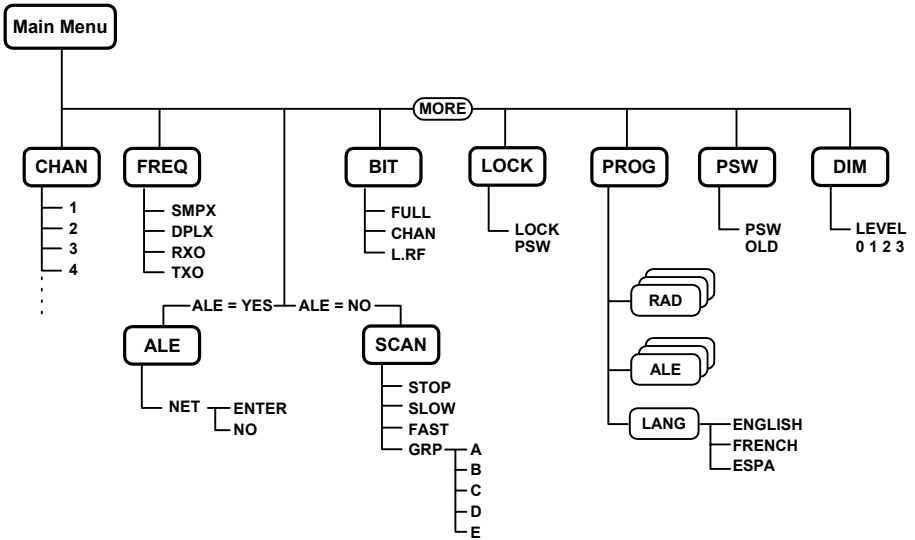 Main Menu
MORE
CHAN
FREQ
BIT
LOCK
PROG
PSW
DIM
1
2
3
4
SMPX
DPLX
RXO
TXO
FULL
CHAN
L.RF
LOCK
PSW
PSW
OLD
LEVEL
0 1 2 3
ALE = YES
ALE = NO
ALE
SCAN
NET
ENTER
NO
STOP
SLOW
FAST
GRP
A
B
C
D
E
RAD
ALE
LANG
ENGLISH
FRENCH
ESPA